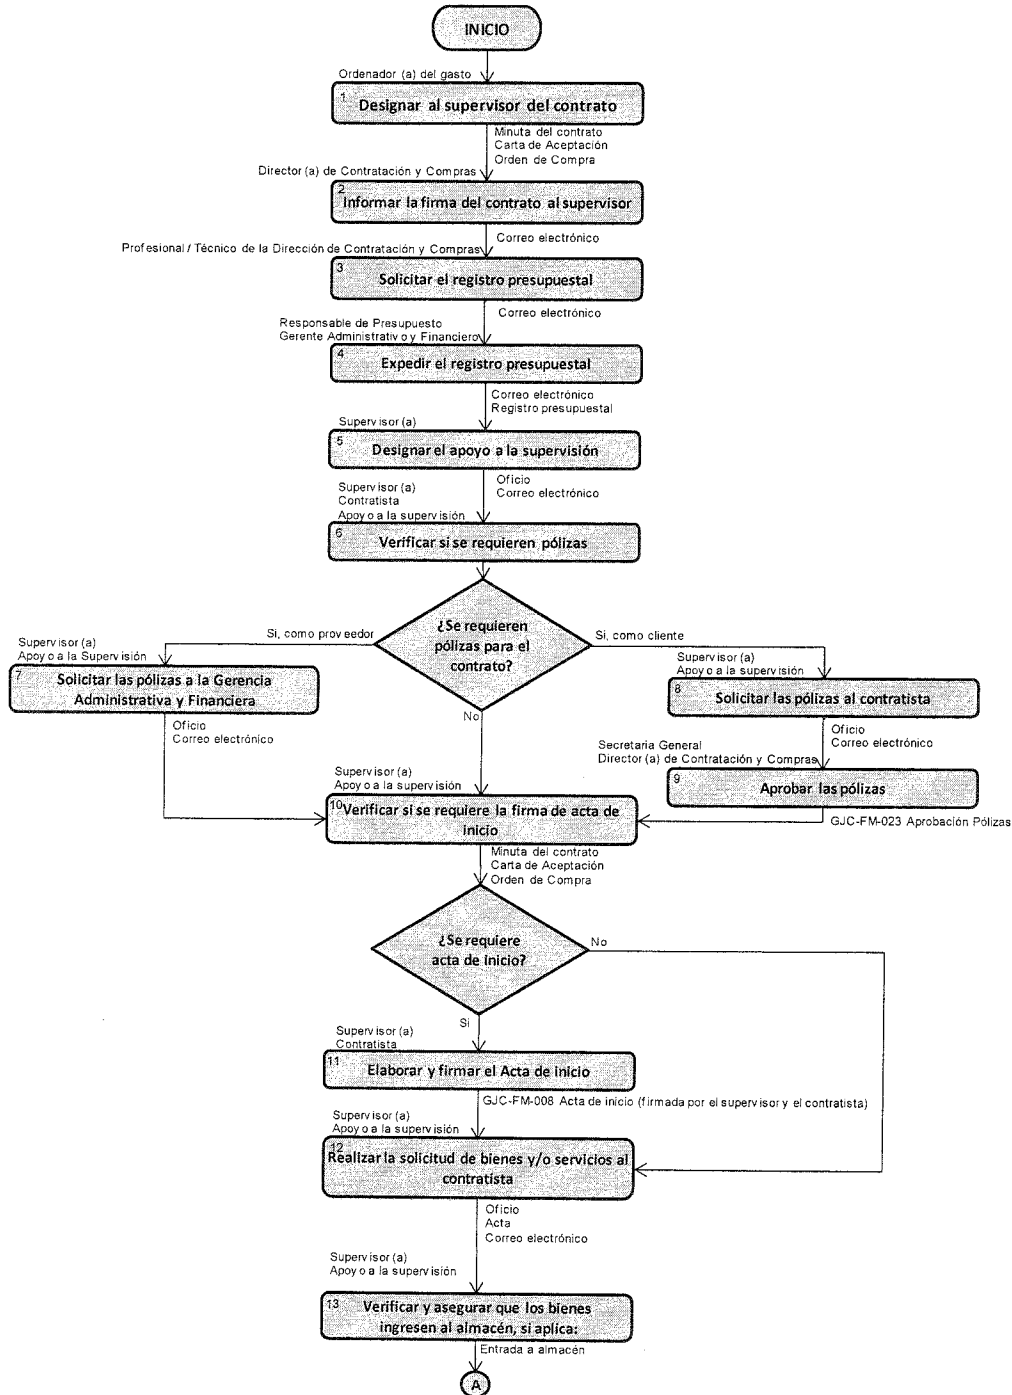 INICIO
Ordenador (a) del gasto
1
Designar al supervisor del contrato
Minuta del contrato
Carta de Aceptación
Orden de Compra
Director (a) de Contratación y Compras
2
Informar la firma del contrato al supervisor
Correo electrónico
Profesional / Técnico de la Dirección de Contratación y Compras
3
Solicitar el registro presupuestal
Correo electrónico
Responsable de Presupuesto
Gerente Administrativo y Financiero
4
Expedir el registro presupuestal
Correo electrónico
Registro presupuestal
Supervisor (a)
5
Designar el apoyo a la supervisión
Oficio
Correo electrónico
Supervisor (a)
Contratista
Apoyo a la supervisión
6
Verificar si se requieren pólizas
¿Se requieren
pólizas para el
contrato?
Si, como proveedor
Si, como cliente
No
Supervisor (a)
Apoyo a la Supervisión
7
Solicitar las pólizas a la Gerencia
Administrativa y Financiera
Oficio
Correo electrónico
Supervisor (a)
Apoyo a la supervisión
8
Solicitar las pólizas al contratista
Oficio
Correo electrónico
Secretaria General
Director (a) de Contratación y Compras
9
Aprobar las pólizas
GJC-FM-023 Aprobación Pólizas
Supervisor (a)
Apoyo a la supervisión
10
Verificar si se requiere la firma de acta de
inicio
Minuta del contrato
Carta de Aceptación
Orden de Compra
¿Se requiere
acta de inicio?
No
Si
Supervisor (a)
Contratista
11
Elaborar y firmar el Acta de inicio
GJC-FM-008 Acta de inicio (firmada por el supervisor y el contratista)
Supervisor (a)
Apoyo a la supervisión
12
Realizar la solicitud de bienes y/o servicios al
contratista
Oficio
Acta
Correo electrónico
Supervisor (a)
Apoyo a la supervisión
13
Verificar y asegurar que los bienes
ingresen al almacén, si aplica:
Entrada a almacén
A